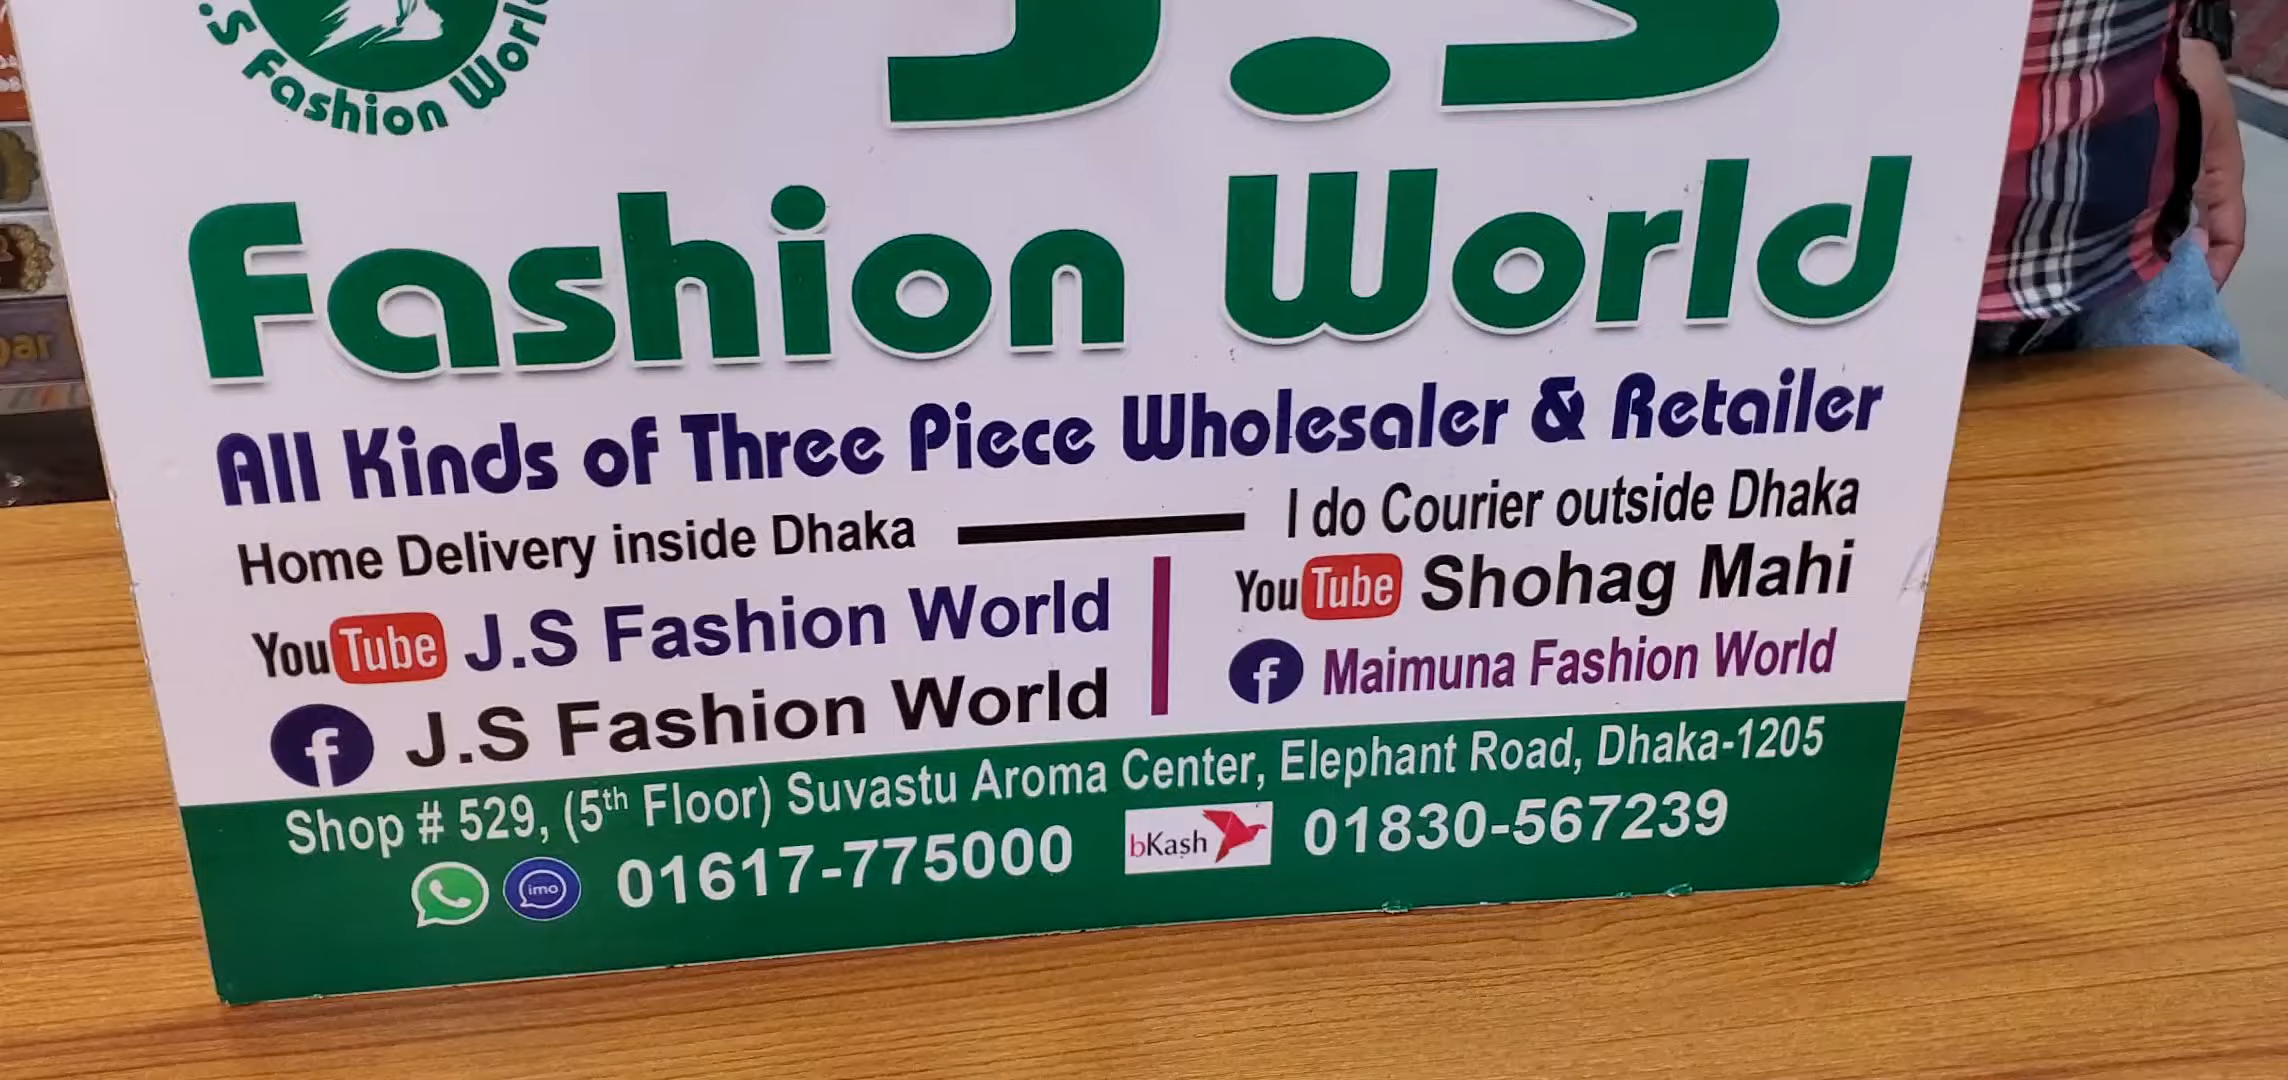 .S Fashion World
J.S
Fashion World
All Kinds of Three Piece Wholesaler & Retailer
Home Delivery inside Dhaka
I do Courier outside Dhaka
YouTube J.S Fashion World
YouTube Shohag Mahi
f J.S Fashion World
f Maimuna Fashion World
Shop # 529, (5th Floor) Suvastu Aroma Center, Elephant Road, Dhaka-1205
imo 01617-775000 bKash 01830-567239